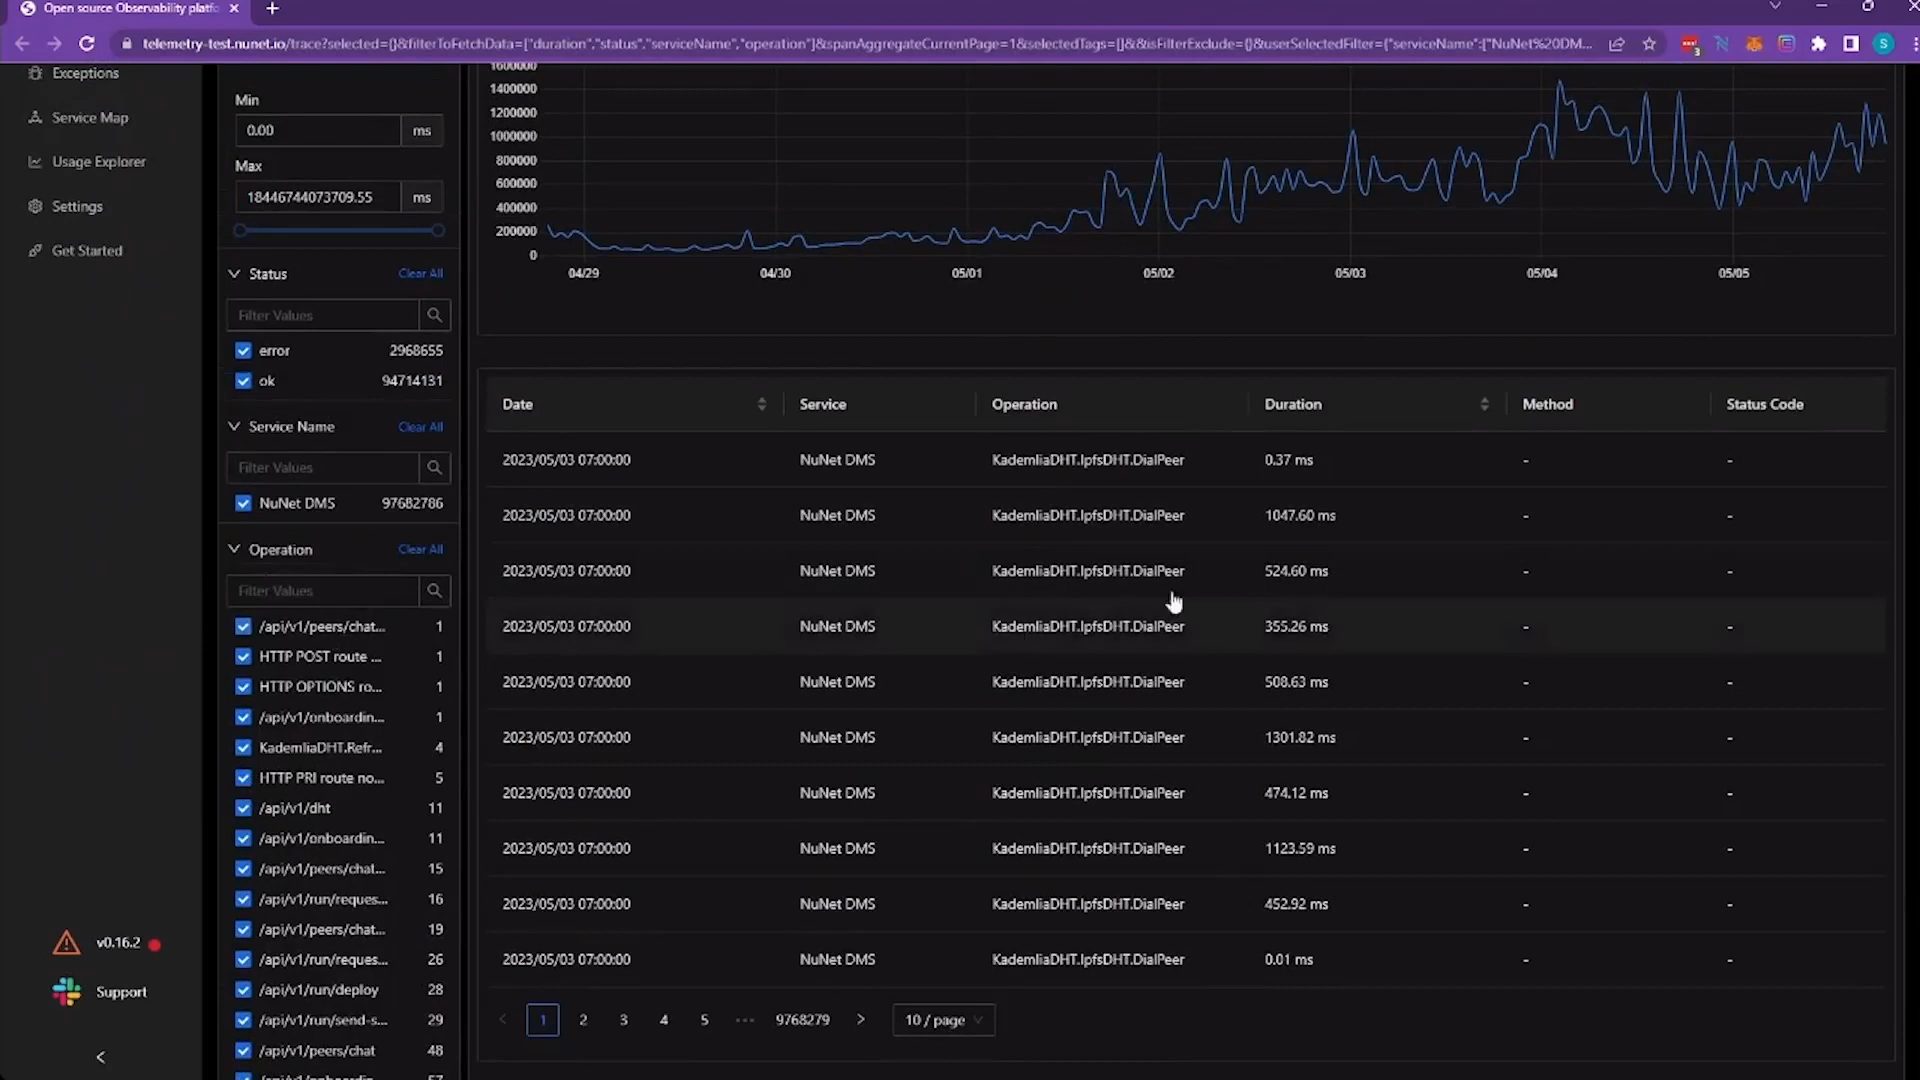 Open source Observability platfo
telemetry-test.nunet.io/trace?selected={}&filterToFetchData=["duration","status","serviceName","operation"]&spanAggregateCurrentPage=1&selectedTags=[]&&isFilterExclude={}&userSelectedFilter={"serviceName":["NuNet%20DM...
3
S
Exceptions
Service Map
Usage Explorer
Settings
Get Started
v0.16.2
Support
Min
0.00 ms
Max
18446744073709.55 ms
Status Clear All
Filter Values
error 2968655
ok 94714131
Service Name Clear All
Filter Values
NuNet DMS 97682786
Operation Clear All
Filter Values
/api/v1/peers/chat... 1
HTTP POST route ... 1
HTTP OPTIONS ro... 1
/api/v1/onboardin... 1
KademliaDHT.Refr... 4
HTTP PRI route no... 5
/api/v1/dht 11
/api/v1/onboardin... 11
/api/v1/peers/chat... 15
/api/v1/run/reques... 16
/api/v1/peers/chat... 19
/api/v1/run/reques... 26
/api/v1/run/deploy 28
/api/v1/run/send-s... 29
/api/v1/peers/chat 48
/api/v1/onboardin... 57
1600000
1400000
1200000
1000000
800000
600000
400000
200000
0
04/29 04/30 05/01 05/02 05/03 05/04 05/05
Date Service Operation Duration Method Status Code
2023/05/03 07:00:00 NuNet DMS KademliaDHT.IpfsDHT.DialPeer 0.37 ms - -
2023/05/03 07:00:00 NuNet DMS KademliaDHT.IpfsDHT.DialPeer 1047.60 ms - -
2023/05/03 07:00:00 NuNet DMS KademliaDHT.IpfsDHT.DialPeer 524.60 ms - -
2023/05/03 07:00:00 NuNet DMS KademliaDHT.IpfsDHT.DialPeer 355.26 ms - -
2023/05/03 07:00:00 NuNet DMS KademliaDHT.IpfsDHT.DialPeer 508.63 ms - -
2023/05/03 07:00:00 NuNet DMS KademliaDHT.IpfsDHT.DialPeer 1301.82 ms - -
2023/05/03 07:00:00 NuNet DMS KademliaDHT.IpfsDHT.DialPeer 474.12 ms - -
2023/05/03 07:00:00 NuNet DMS KademliaDHT.IpfsDHT.DialPeer 1123.59 ms - -
2023/05/03 07:00:00 NuNet DMS KademliaDHT.IpfsDHT.DialPeer 452.92 ms - -
2023/05/03 07:00:00 NuNet DMS KademliaDHT.IpfsDHT.DialPeer 0.01 ms - -
1 2 3 4 5 ••• 9768279 10 / page